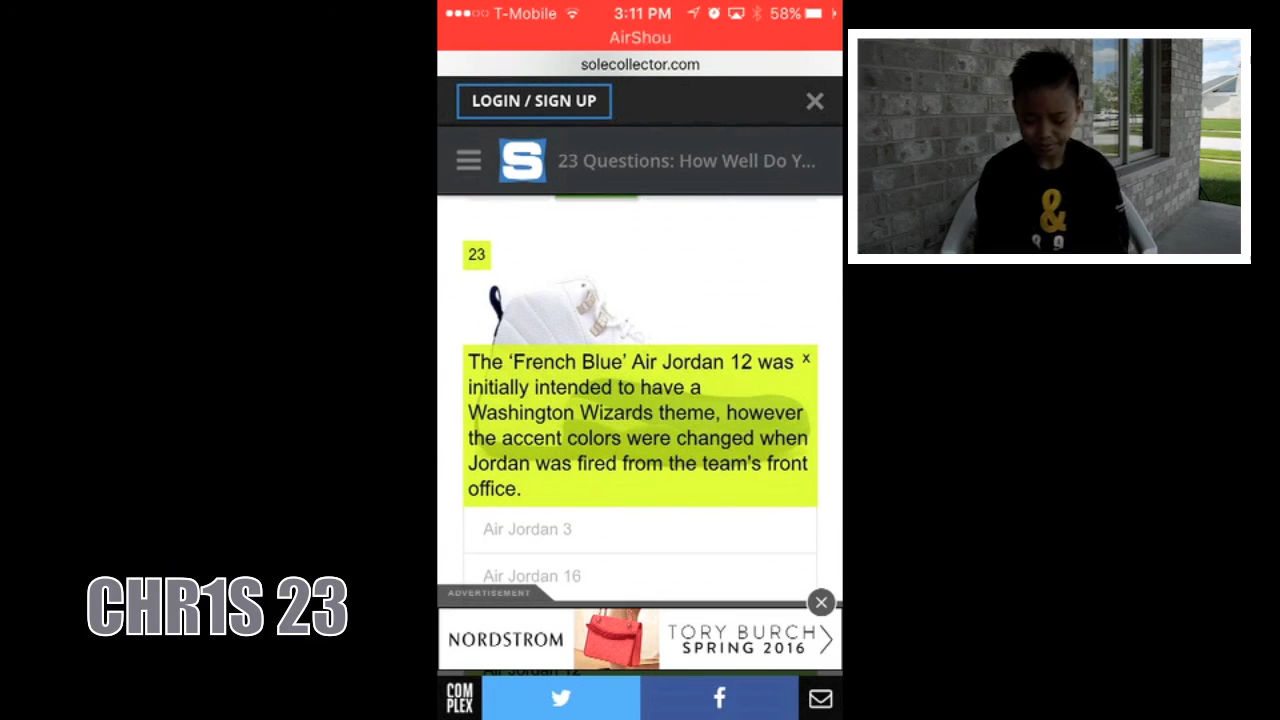 T-Mobile 3:11 PM 58%
AirShou
solecollector.com
LOGIN / SIGN UP
S 23 Questions: How Well Do Y...
23
The ‘French Blue’ Air Jordan 12 was x
initially intended to have a
Washington Wizards theme, however
the accent colors were changed when
Jordan was fired from the team's front
office.
Air Jordan 3
Air Jordan 16
ADVERTISEMENT
NORDSTROM
TORY BURCH
SPRING 2016
Air Jordan 12
COM
PLEX
&
CHR1S 23